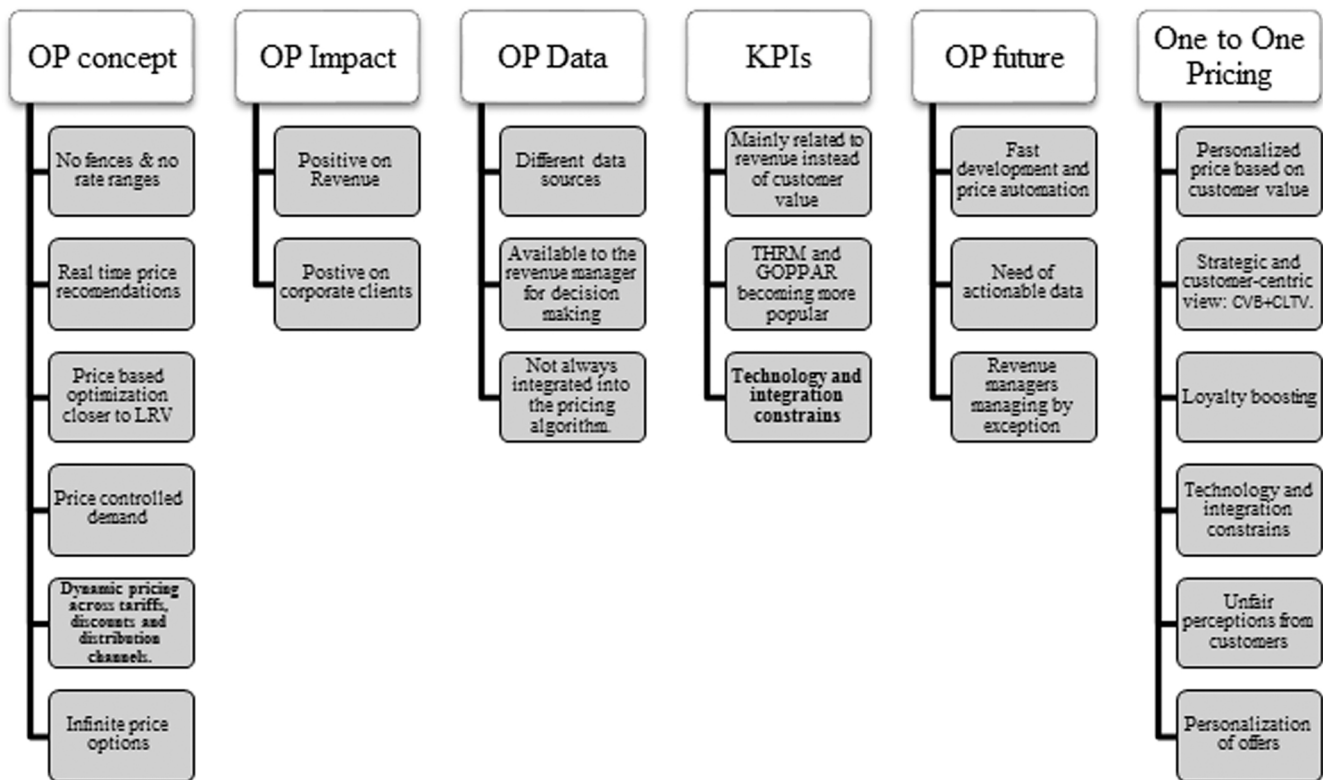 OP concept
No fences & no
rate ranges
Real time price
recomendations
Price based
optimization
closer to LRV
Price controlled
demand
Dynamic pricing
across tariffs,
discounts and
distribution
channels.
Infinite price
options
OP Impact
Positive on
Revenue
Postive on
corporate clients
OP Data
Different data
sources
Available to the
revenue manager
for decision
making
Not always
integrated into
the pricing
algorithm.
KPIs
Mainly related to
revenue instead
of customer
value
THRM and
GOPPAR
becoming more
popular
Technology and
integration
constrains
OP future
Fast
development and
price automation
Need of
actionable data
Revenue
managers
managing by
exception
One to One
Pricing
Personalized
price based on
customer value
Strategic and
customer-centric
view: CVB+CLTV.
Loyalty boosting
Technology and
integration
constrains
Unfair
perceptions from
customers
Personalization
of offers